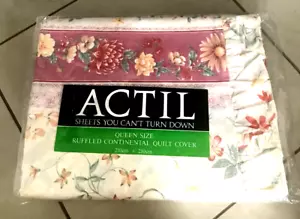 ACTIL
SHEETS YOU CAN'T TURN DOWN
QUEEN SIZE
RUFFLED CONTINENTAL QUILT COVER